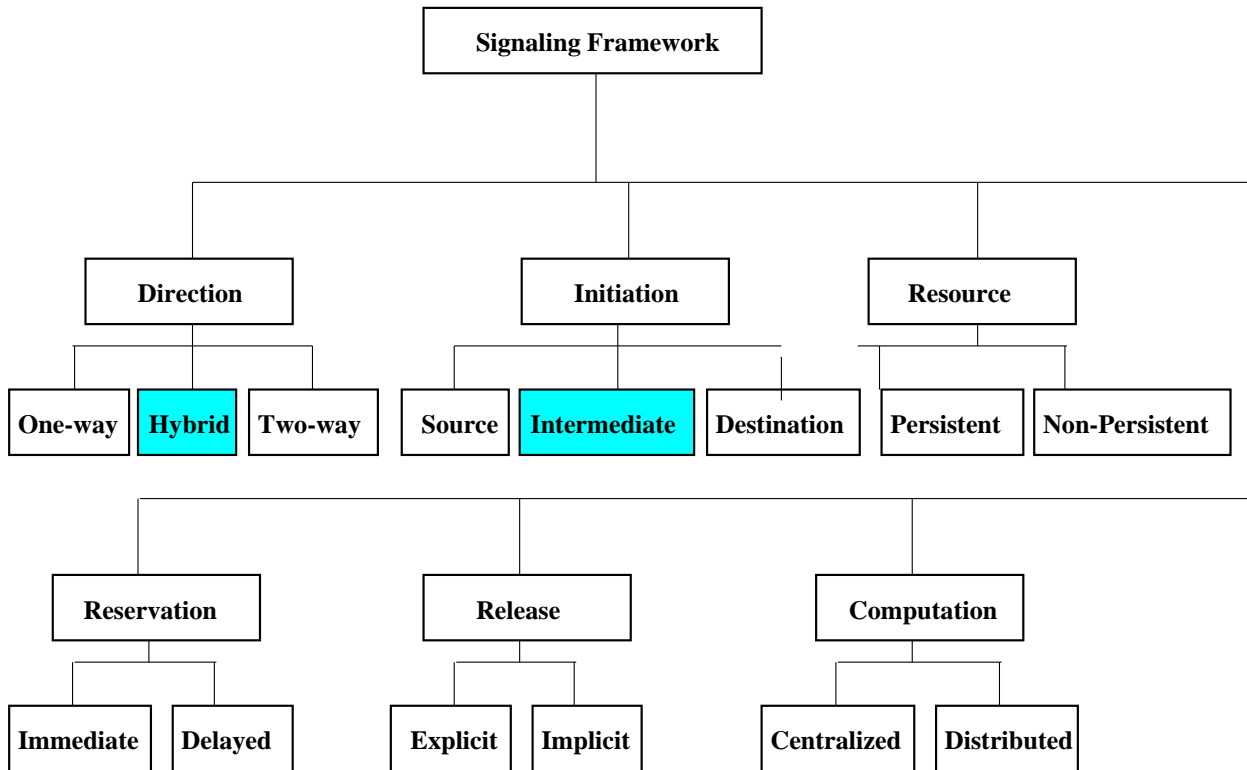 Signaling Framework
Direction
Initiation
Resource
One-way
Hybrid
Two-way
Source
Intermediate
Destination
Persistent
Non-Persistent
Reservation
Release
Computation
Immediate
Delayed
Explicit
Implicit
Centralized
Distributed